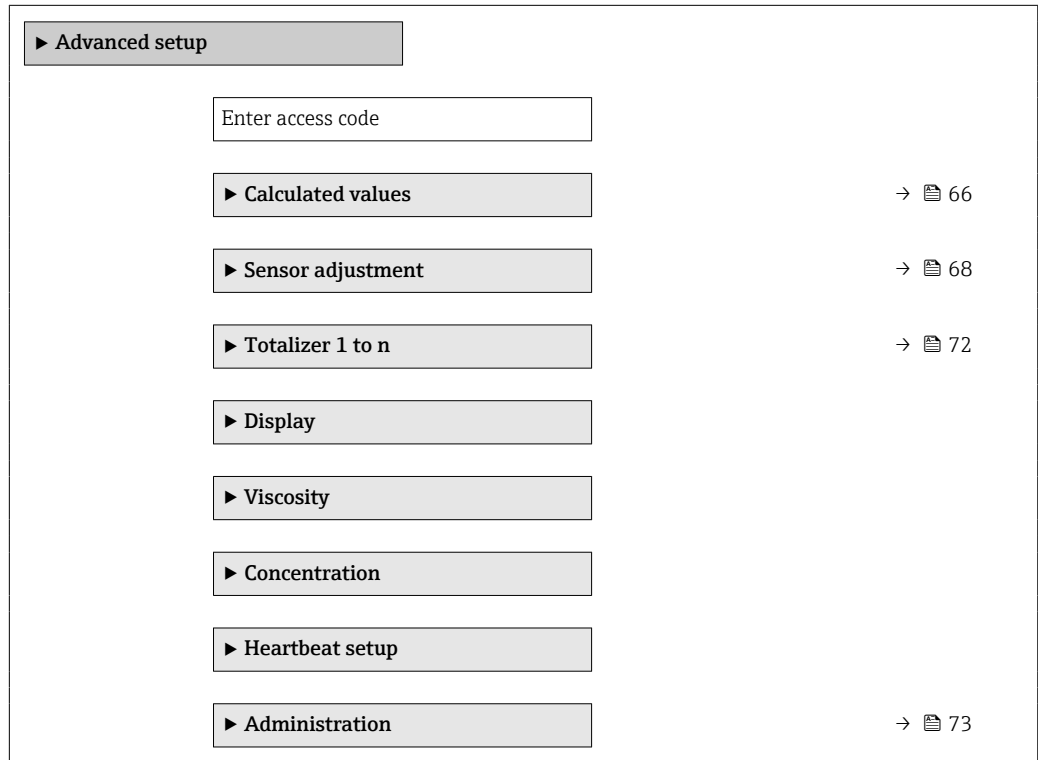 ▶ Advanced setup
Enter access code
▶ Calculated values → 66
▶ Sensor adjustment → 68
▶ Totalizer 1 to n → 72
▶ Display
▶ Viscosity
▶ Concentration
▶ Heartbeat setup
▶ Administration → 73